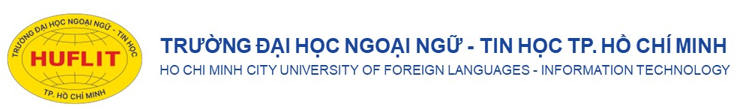 TRƯỜNG ĐẠI HỌC NGOẠI NGỮ - TIN HỌC
HUFLIT
TP. HỒ CHÍ MINH
TRƯỜNG ĐẠI HỌC NGOẠI NGỮ - TIN HỌC TP. HỒ CHÍ MINH
HO CHI MINH CITY UNIVERSITY OF FOREIGN LANGUAGES - INFORMATION TECHNOLOGY